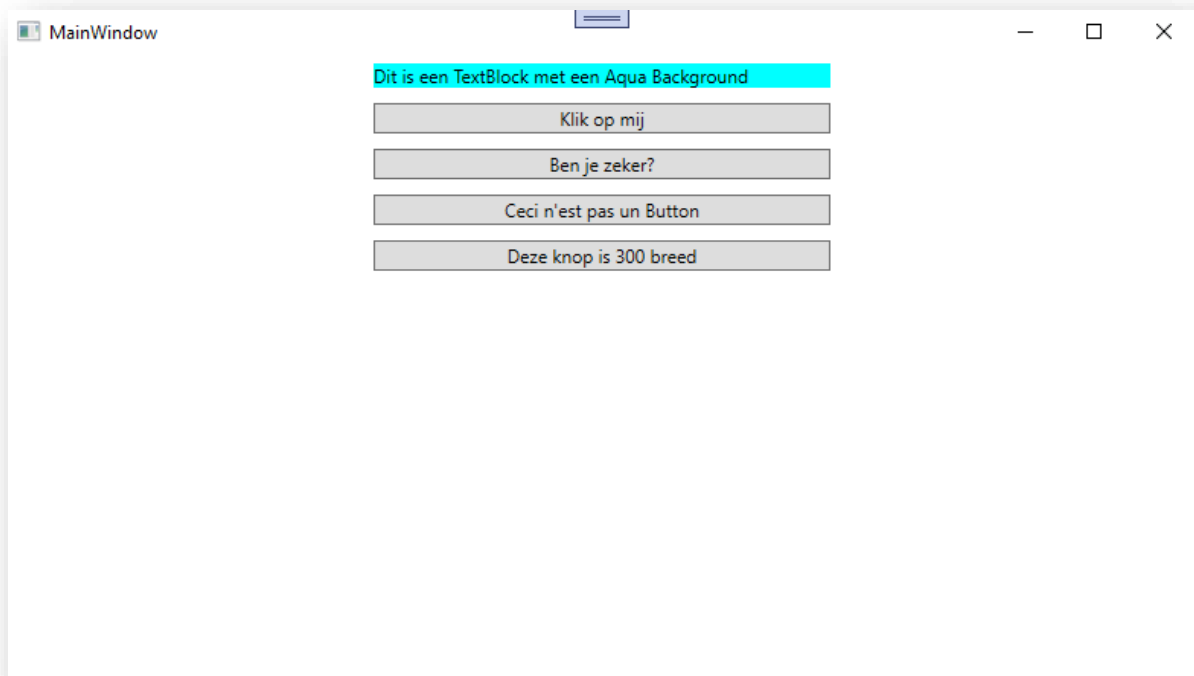 MainWindow
Dit is een TextBlock met een Aqua Background
Klik op mij
Ben je zeker?
Ceci n'est pas un Button
Deze knop is 300 breed